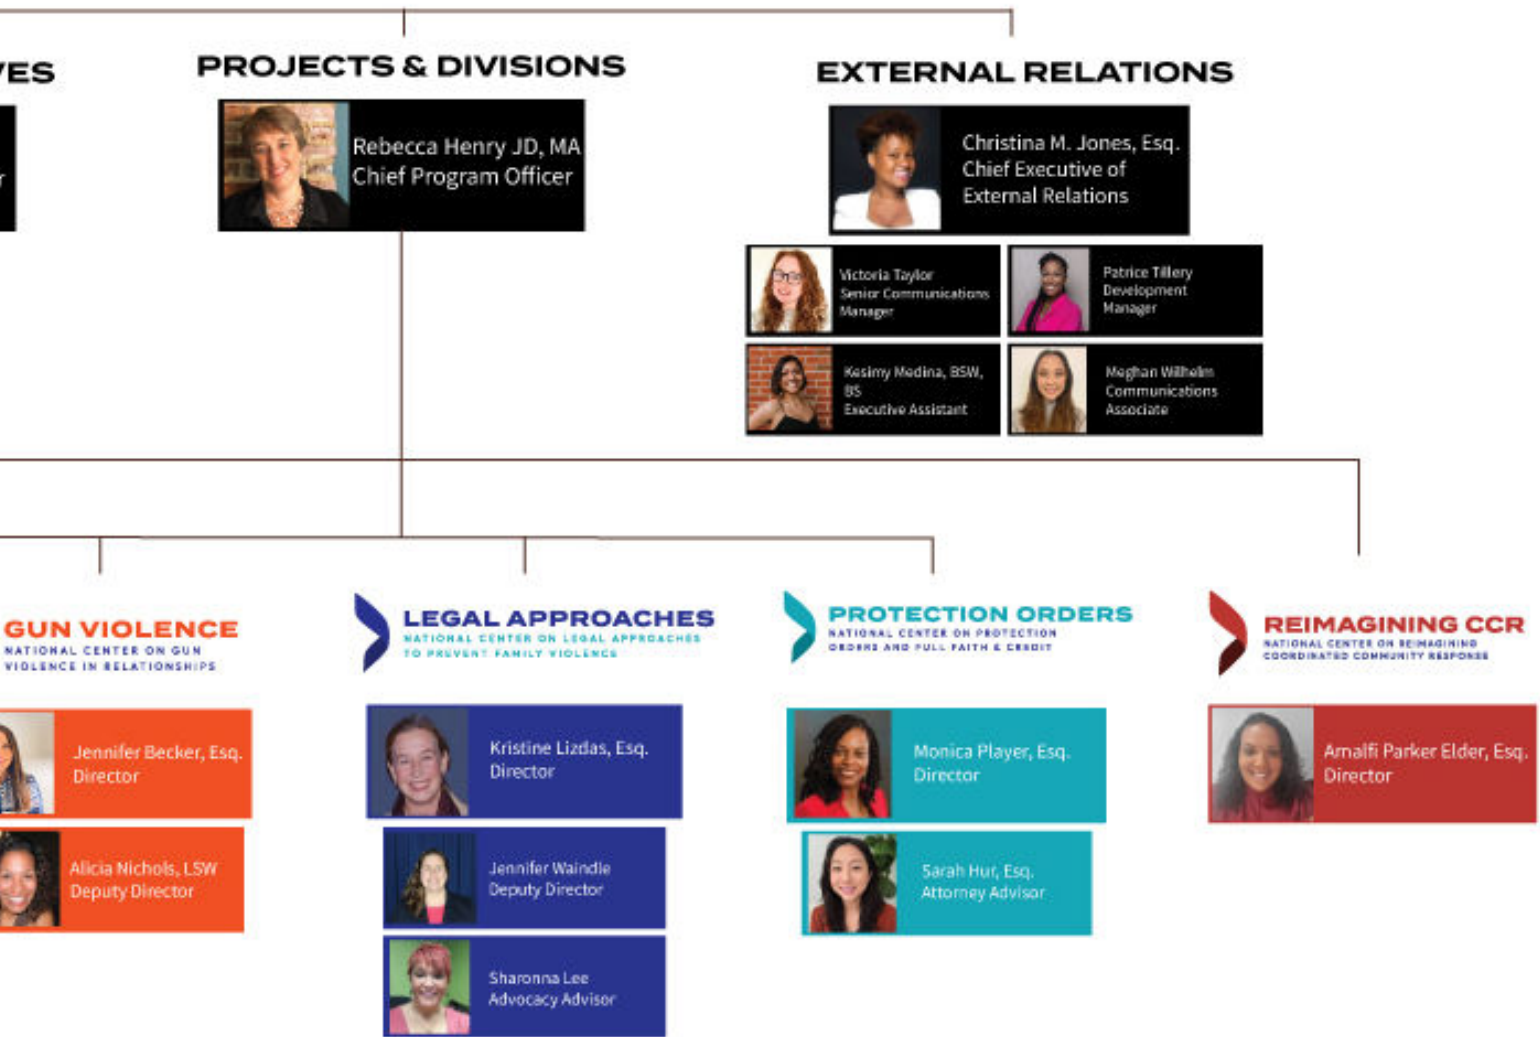 VES
PROJECTS & DIVISIONS
EXTERNAL RELATIONS
r
Rebecca Henry JD, MA
Chief Program Officer
Christina M. Jones, Esq.
Chief Executive of
External Relations
Victoria Taylor
Senior Communications
Manager
Patrice Tillery
Development
Manager
Kesimy Medina, BSW,
BS
Executive Assistant
Meghan Wilhelm
Communications
Associate
GUN VIOLENCE
NATIONAL CENTER ON GUN
VIOLENCE IN RELATIONSHIPS
LEGAL APPROACHES
NATIONAL CENTER ON LEGAL APPROACHES
TO PREVENT FAMILY VIOLENCE
PROTECTION ORDERS
NATIONAL CENTER ON PROTECTION
ORDERS AND FULL FAITH & CREDIT
REIMAGINING CCR
NATIONAL CENTER ON REIMAGINING
COORDINATED COMMUNITY RESPONSE
Jennifer Becker, Esq.
Director
Alicia Nichols, LSW
Deputy Director
Kristine Lizdas, Esq.
Director
Jennifer Waindle
Deputy Director
Sharonna Lee
Advocacy Advisor
Monica Player, Esq.
Director
Sarah Hur, Esq.
Attorney Advisor
Amalfi Parker Elder, Esq.
Director